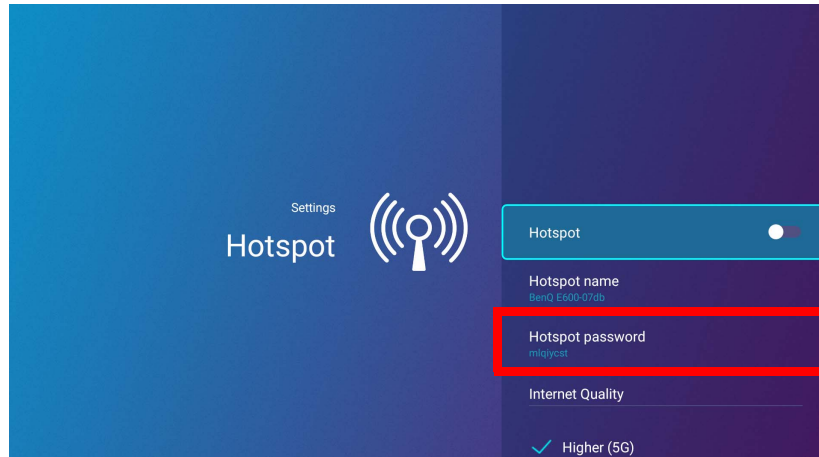 Settings
Hotspot
Hotspot
Hotspot name
BenQ E600-07db
Hotspot password
mlqiycst
Internet Quality
Higher (5G)